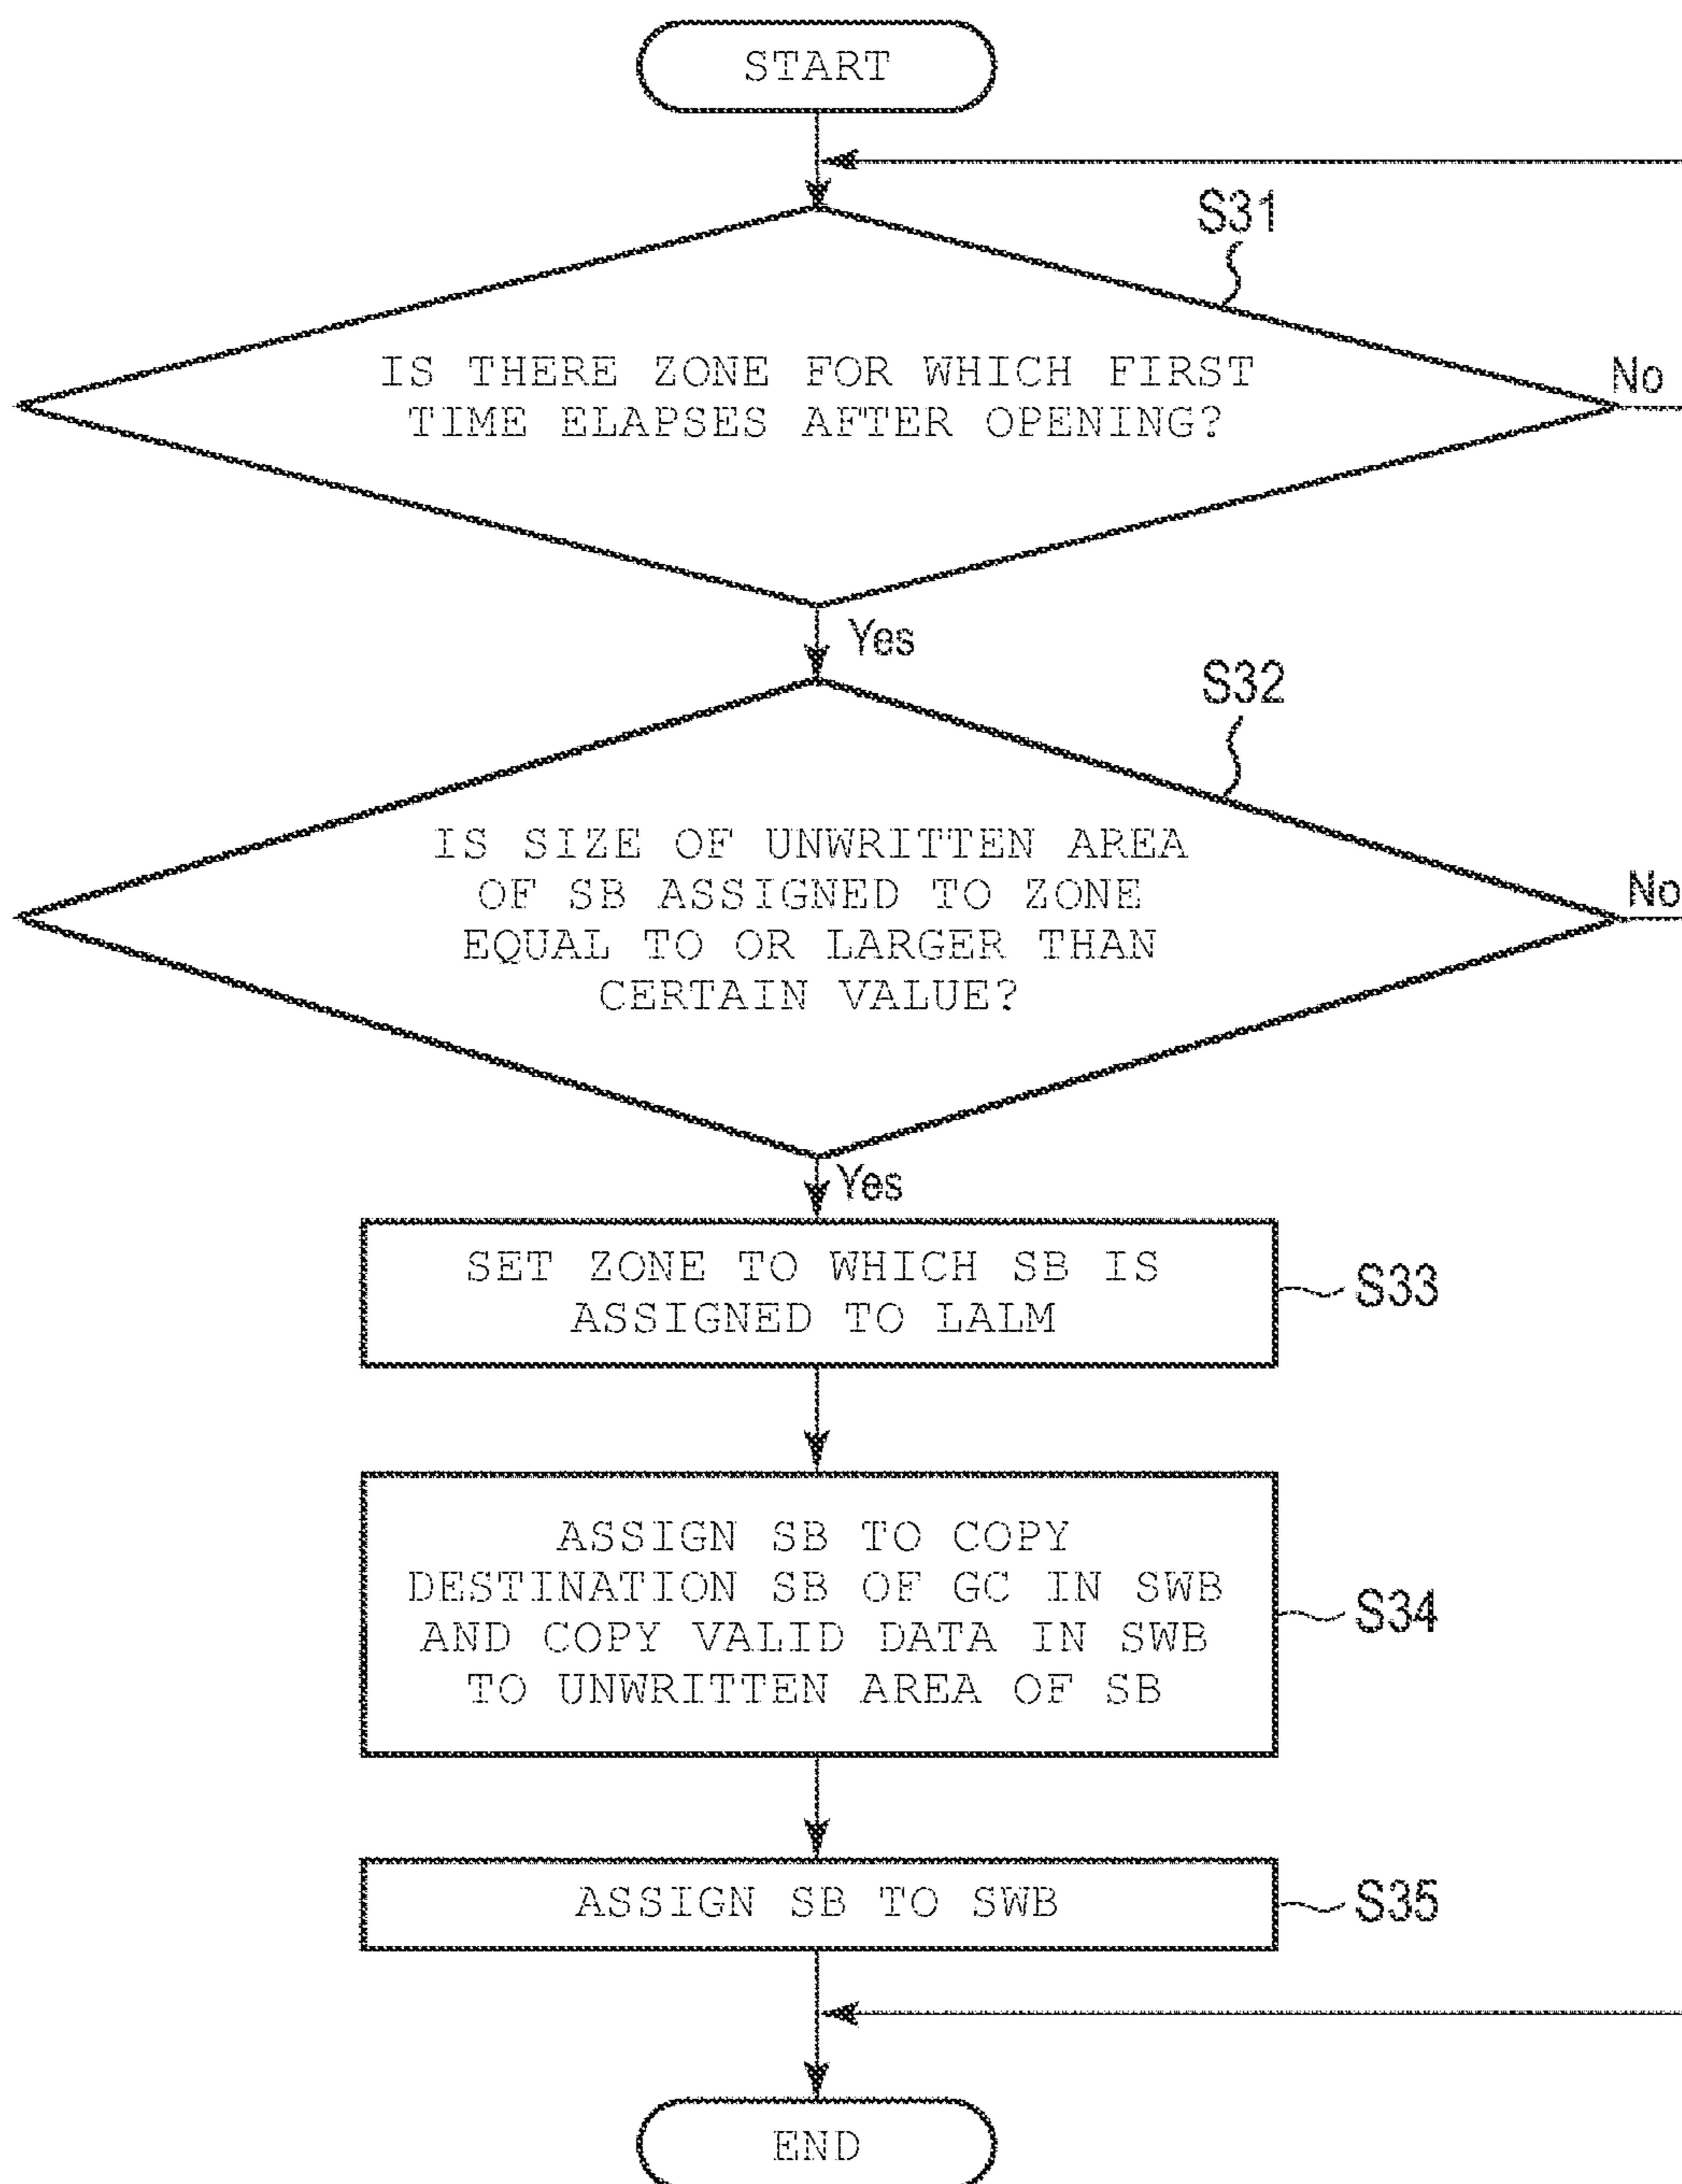 START
S31
IS THERE ZONE FOR WHICH FIRST
TIME ELAPSES AFTER OPENING?
No
Yes
S32
IS SIZE OF UNWRITTEN AREA
OF SB ASSIGNED TO ZONE
EQUAL TO OR LARGER THAN
CERTAIN VALUE?
No
Yes
SET ZONE TO WHICH SB IS
ASSIGNED TO LALM
S33
ASSIGN SB TO COPY
DESTINATION SB OF GC IN SWB
AND COPY VALID DATA IN SWB
TO UNWRITTEN AREA OF SB
S34
ASSIGN SB TO SWB
S35
END